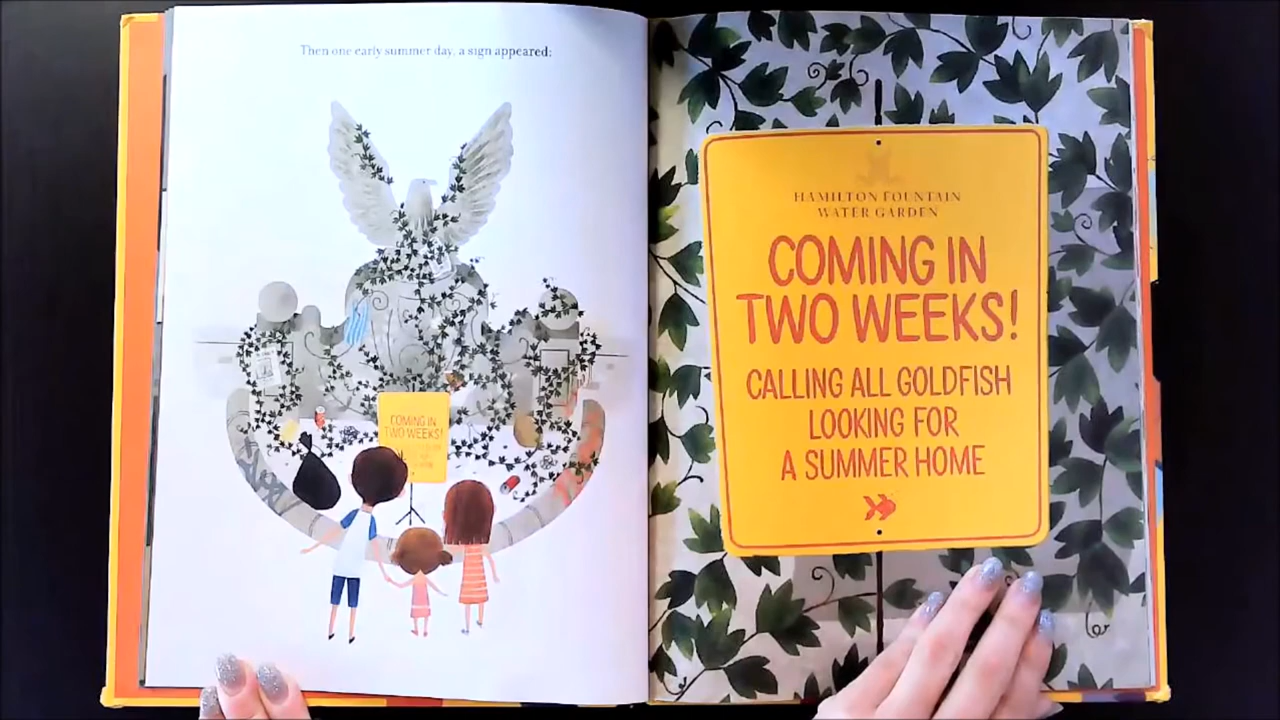 Then one early summer day, a sign appeared:
COMING IN
TWO WEEKS!
HAMILTON FOUNTAIN
WATER GARDEN
COMING IN
TWO WEEKS!
CALLING ALL GOLDFISH
LOOKING FOR
A SUMMER HOME